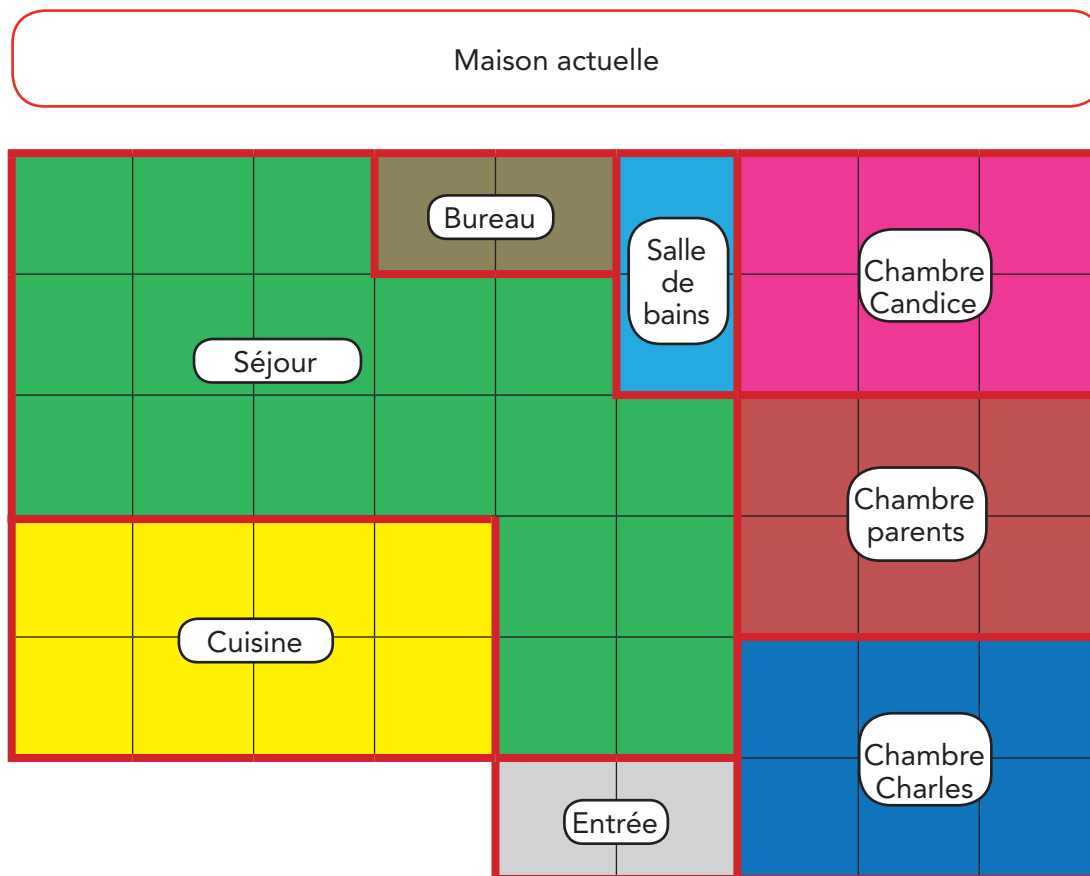 Maison actuelle
Bureau
Salle
de
bains
Chambre
Candice
Séjour
Chambre
parents
Cuisine
Chambre
Charles
Entrée